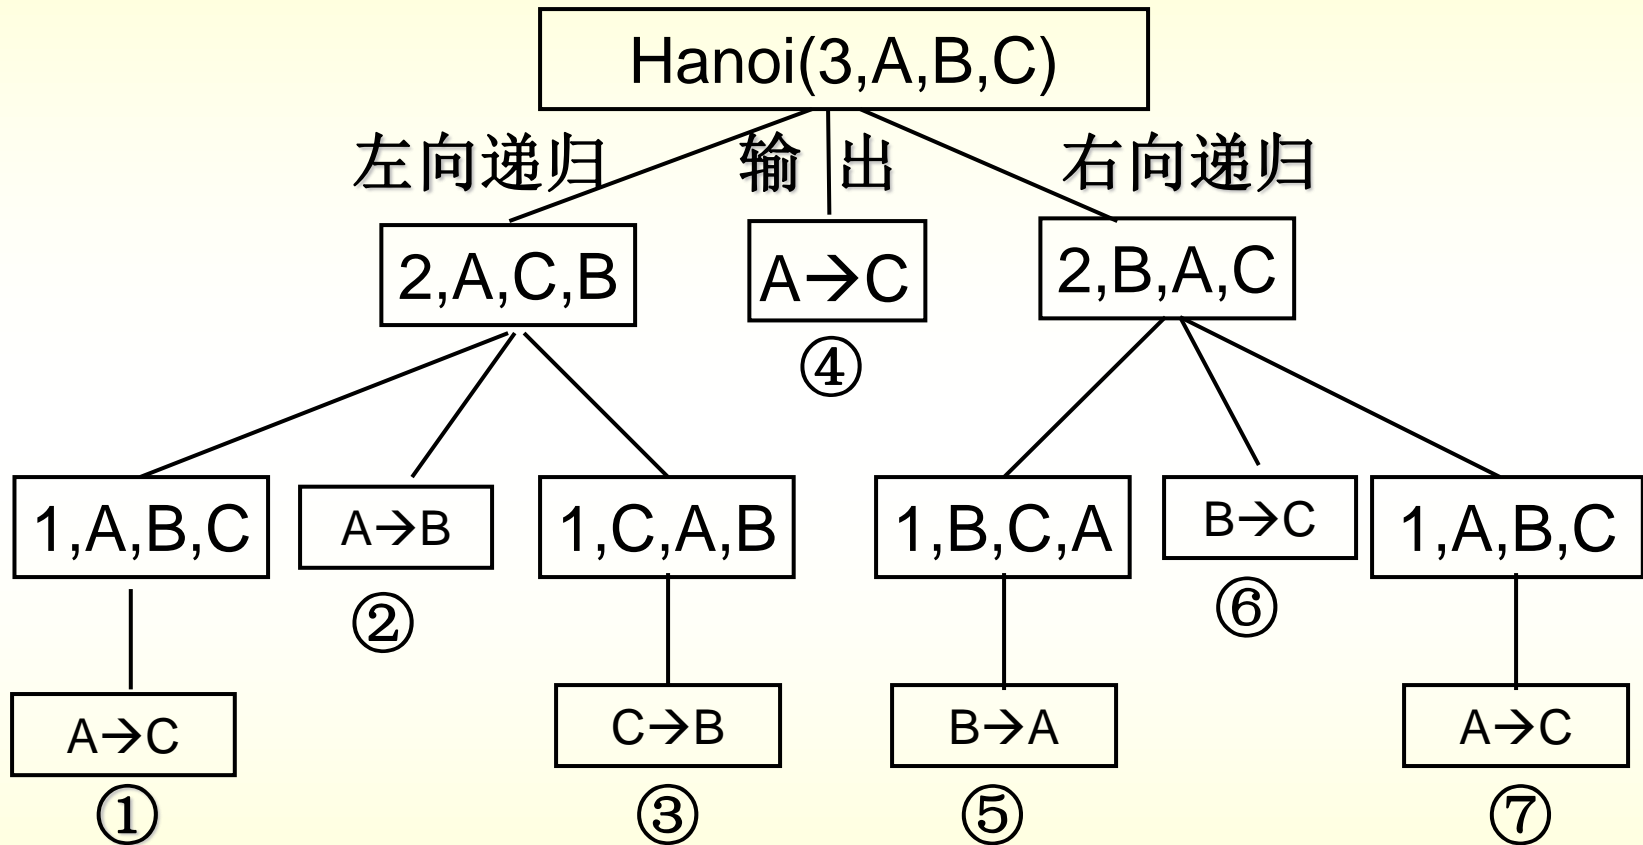 Hanoi(3,A,B,C)
左向递归
输 出
右向递归
2,A,C,B
A→C
2,B,A,C
④
1,A,B,C
A→B
1,C,A,B
1,B,C,A
B→C
1,A,B,C
②
⑥
A→C
C→B
B→A
A→C
①
③
⑤
⑦